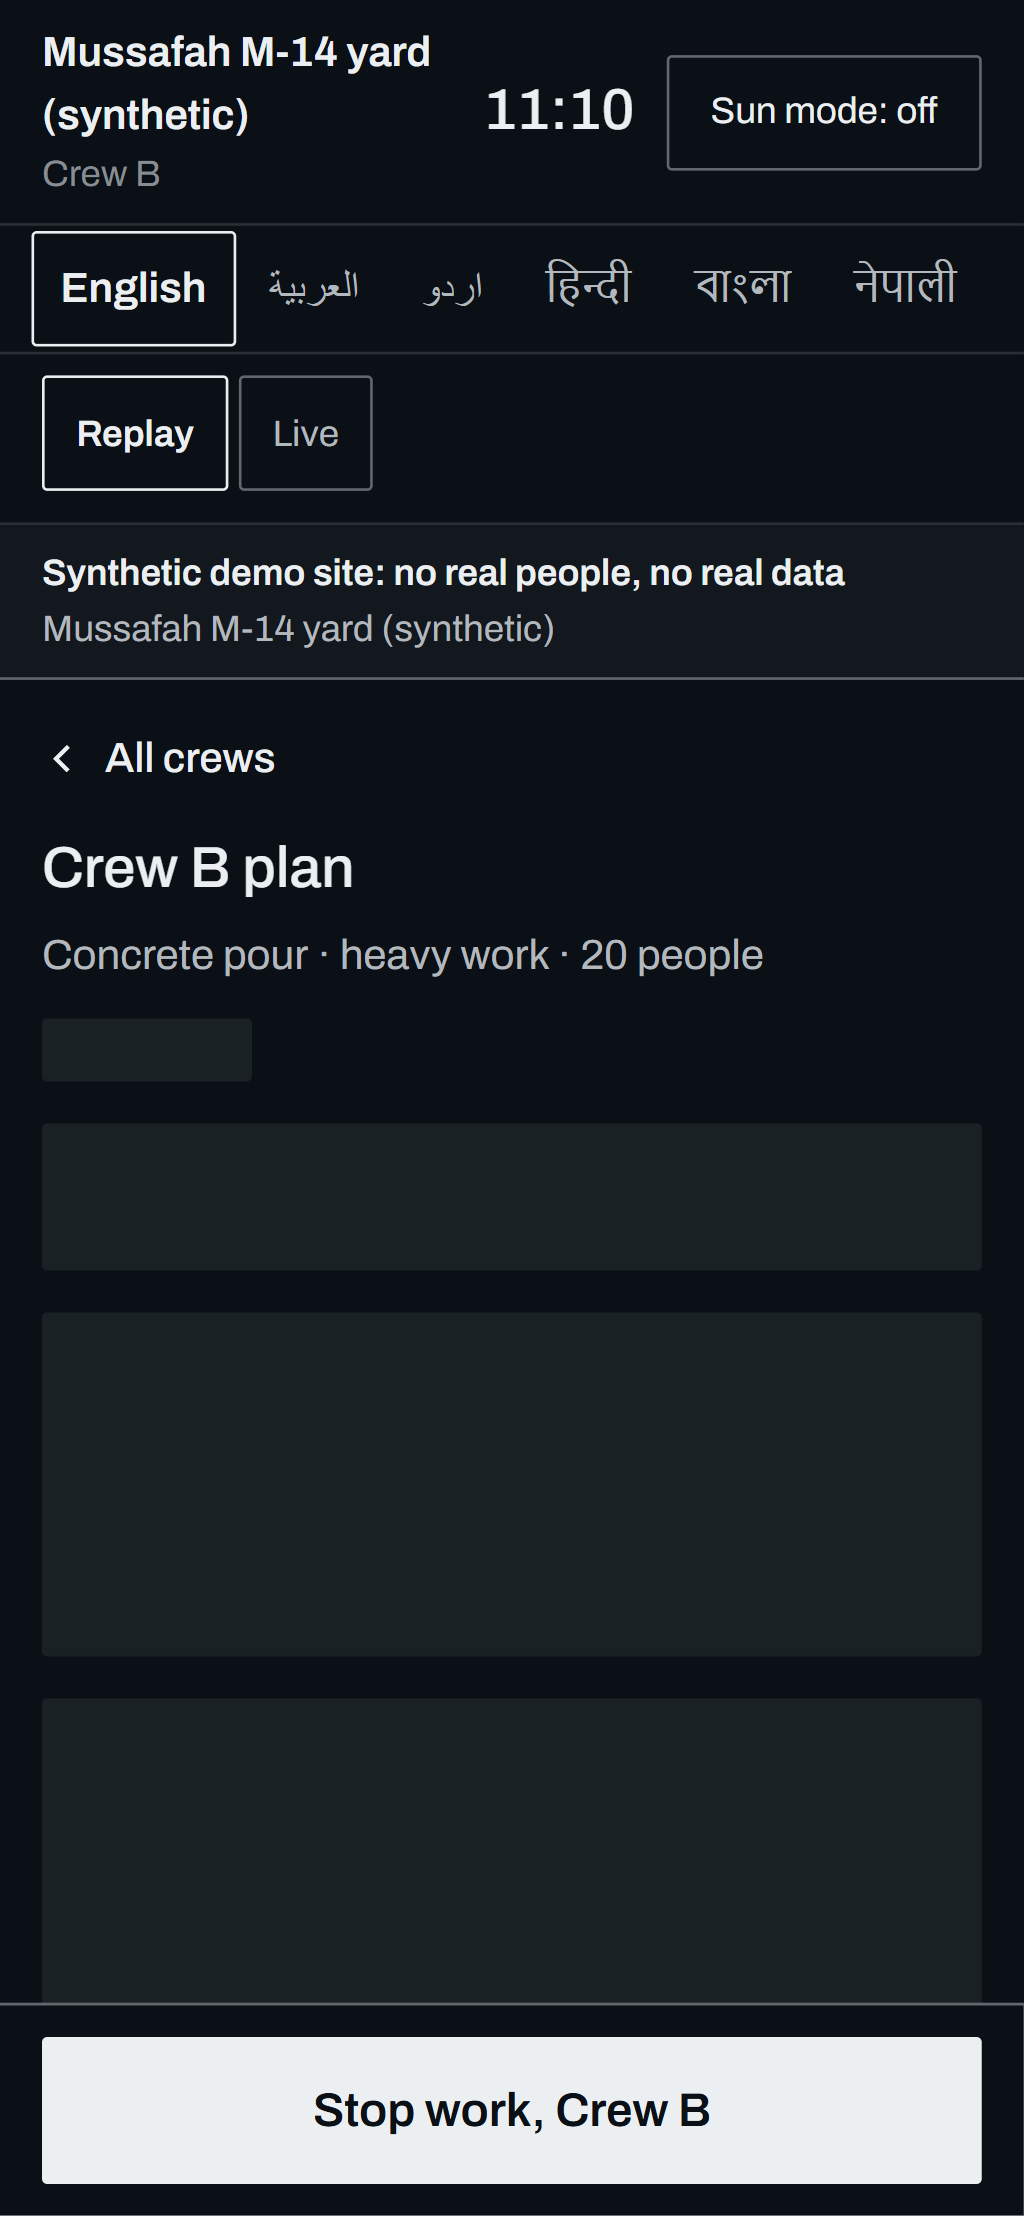 Mussafah M-14 yard
(synthetic)
Crew B
11:10
Sun mode: off
English
العربية
اردو
हिन्दी
বাংলা
नेपाली
Replay
Live
Synthetic demo site: no real people, no real data
Mussafah M-14 yard (synthetic)
All crews
Crew B plan
Concrete pour · heavy work · 20 people
Stop work, Crew B